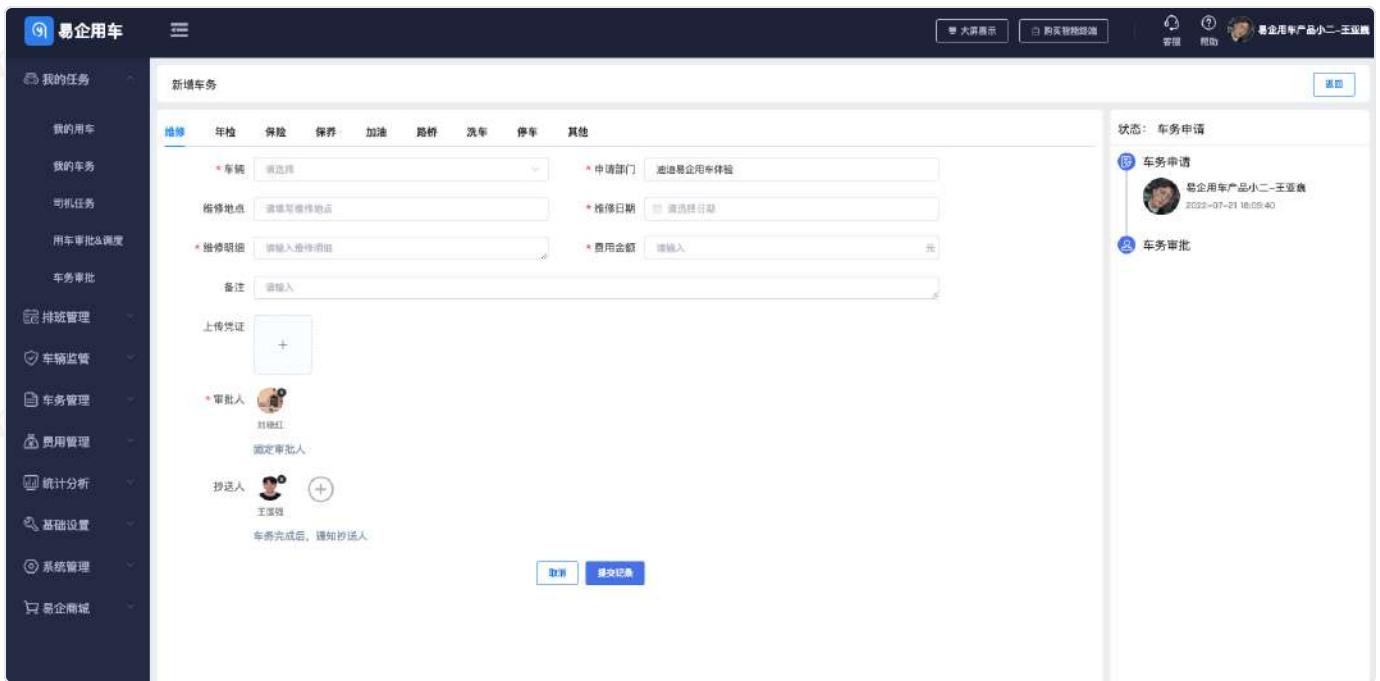 易企用车
大屏展示
购买智能终端
客服
帮助
易企用车产品小二-王亚巍
我的任务
我的用车
我的车务
司机任务
用车审批&调度
车务审批
排班管理
车辆监管
车务管理
费用管理
统计分析
基础设置
系统管理
易企商城
新增车务
返回
维修 年检 保险 保养 加油 路桥 洗车 停车 其他
* 车辆 请选择
* 申请部门 迪迪易企用车体验
维修地点 请填写维修地点
* 维修日期 请选择日期
* 维修明细 请输入维修明细
* 费用金额 请输入 元
备注 请输入
上传凭证
+
* 审批人
刘晓红
固定审批人
抄送人
车务完成后，通知抄送人
取消 提交记录
状态： 车务申请
车务申请
易企用车产品小二-王亚巍
2022-07-21 18:09:40
车务审批